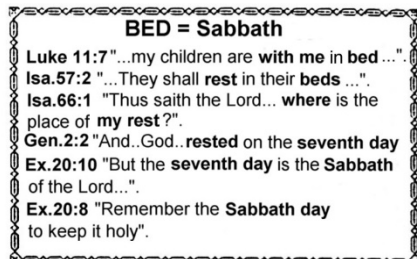 BED = Sabbath
Luke 11:7 "...my children are with me in bed ...".
Isa.57:2 "...They shall rest in their beds ...".
Isa.66:1 "Thus saith the Lord... where is the
place of my rest?".
Gen.2:2 "And..God..rested on the seventh day
Ex.20:10 "But the seventh day is the Sabbath
of the Lord...".
Ex.20:8 "Remember the Sabbath day
to keep it holy".